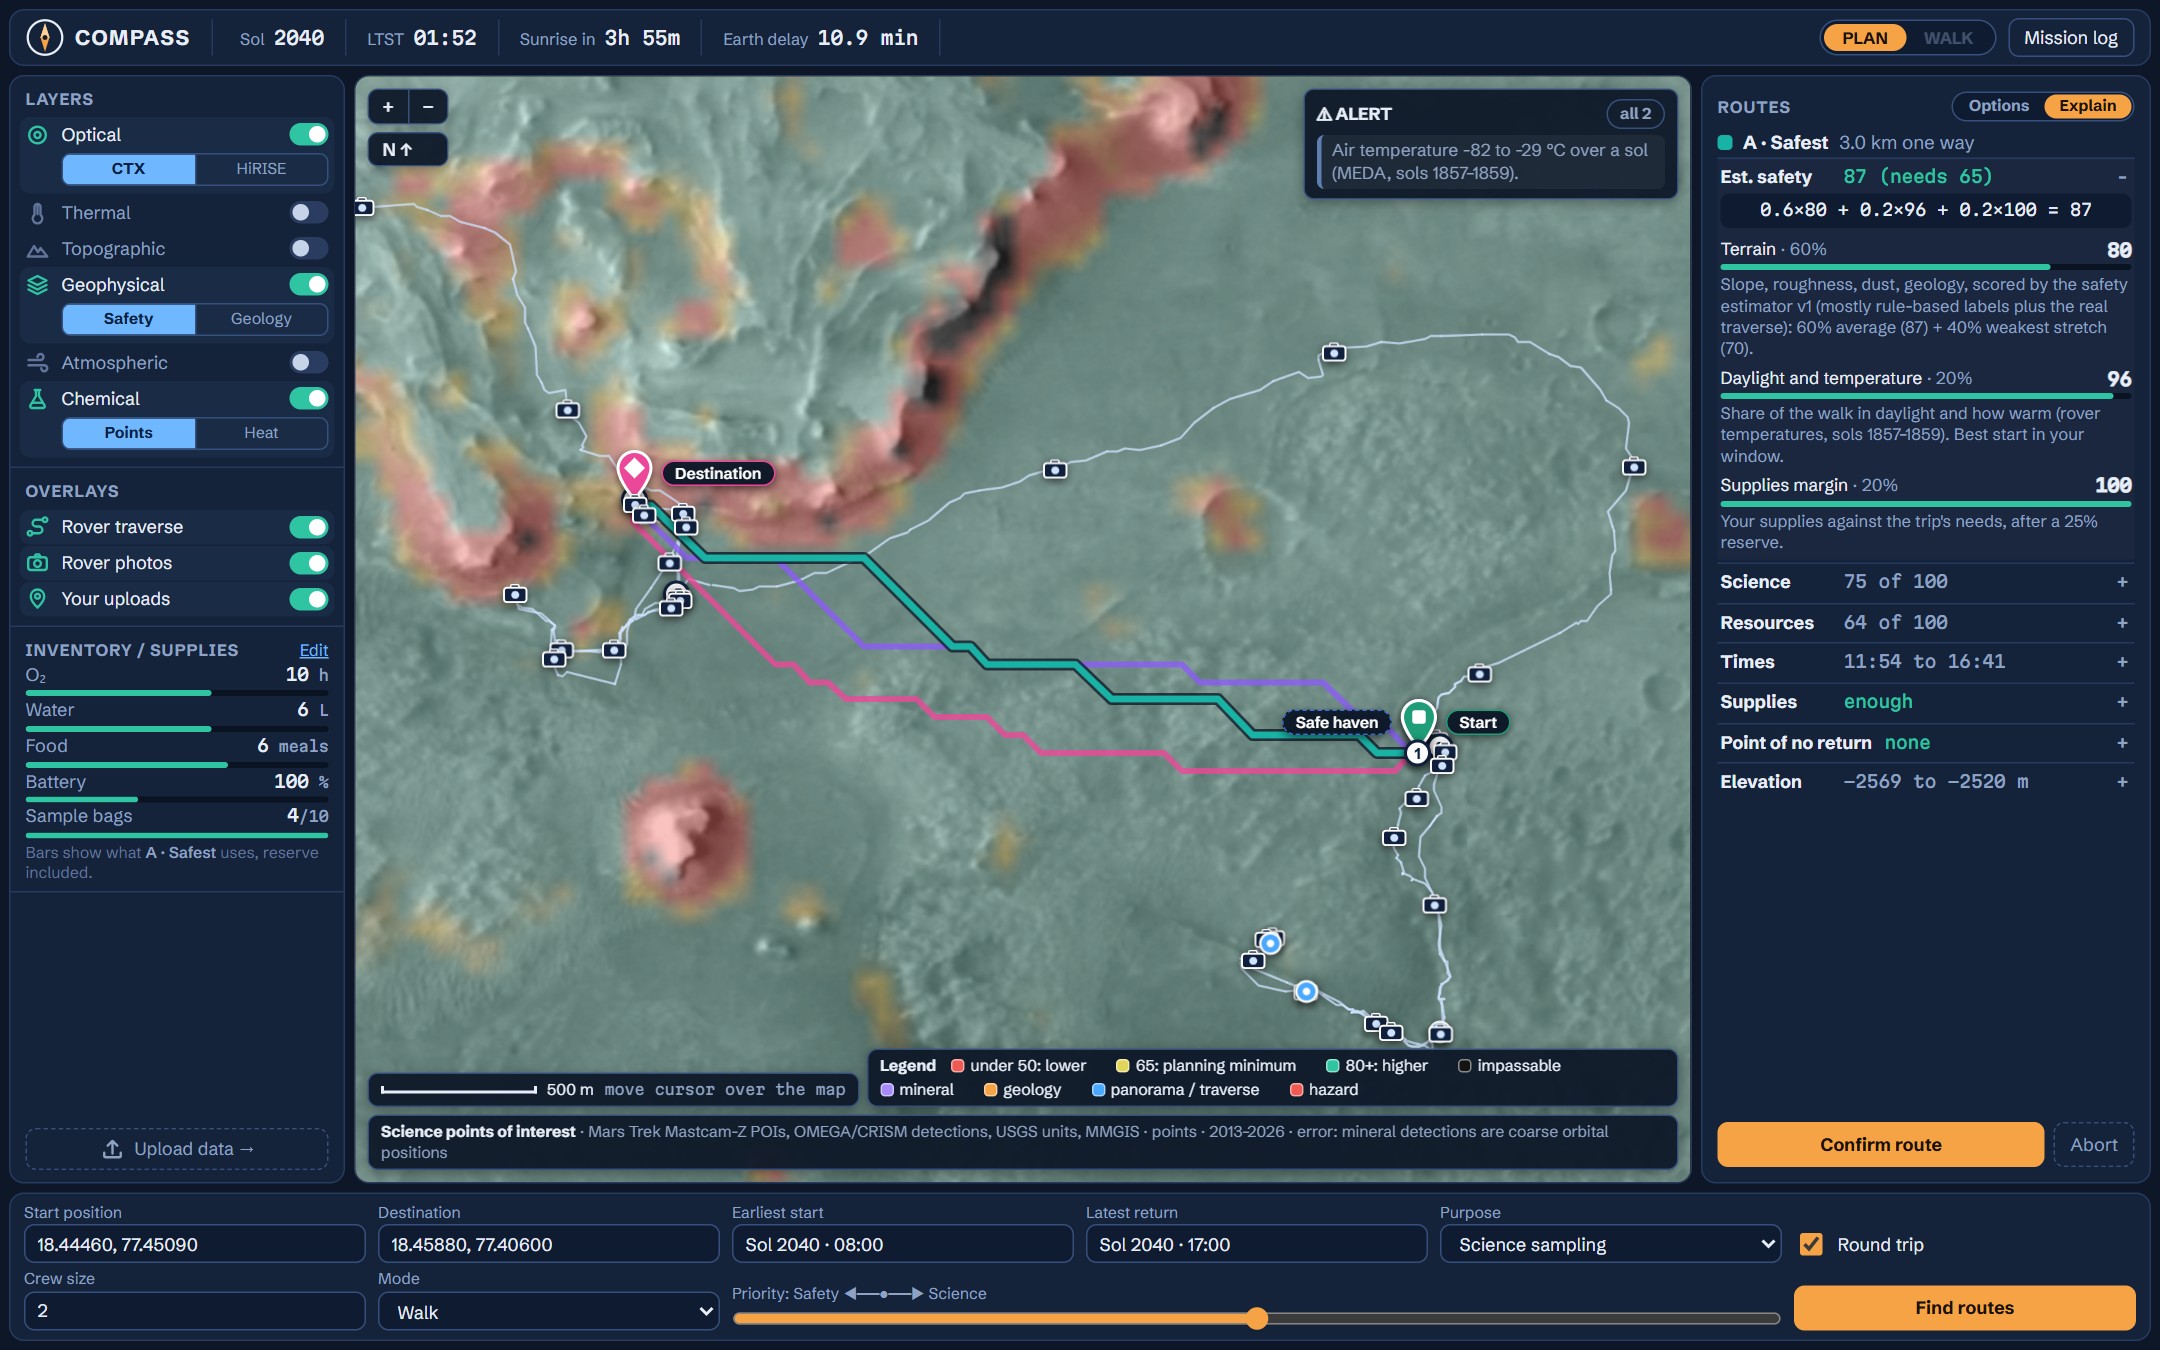 COMPASS
Sol 2040
LTST 01:52
Sunrise in 3h 55m
Earth delay 10.9 min
PLAN
WALK
Mission log
LAYERS
Optical
CTX
HiRISE
Thermal
Topographic
Geophysical
Safety
Geology
Atmospheric
Chemical
Points
Heat
OVERLAYS
Rover traverse
Rover photos
Your uploads
INVENTORY / SUPPLIES Edit
O₂ 10 h
Water 6 L
Food 6 meals
Battery 100 %
Sample bags 4/10
Bars show what A · Safest uses, reserve
included.
Upload data →
+ −
N ↑
ALERT
all 2
Air temperature -82 to -29 °C over a sol
(MEDA, sols 1857-1859).
Destination
Safe haven
Start
1
500 m move cursor over the map
Legend under 50: lower 65: planning minimum 80+: higher impassable
mineral geology panorama / traverse hazard
Science points of interest · Mars Trek Mastcam-Z POIs, OMEGA/CRISM detections, USGS units, MMGIS · points · 2013-2026 · error: mineral detections are coarse orbital
positions
ROUTES
Options
Explain
A · Safest 3.0 km one way
Est. safety 87 (needs 65) -
0.6×80 + 0.2×96 + 0.2×100 = 87
Terrain · 60% 80
Slope, roughness, dust, geology, scored by the safety
estimator v1 (mostly rule-based labels plus the real
traverse): 60% average (87) + 40% weakest stretch
(70).
Daylight and temperature · 20% 96
Share of the walk in daylight and how warm (rover
temperatures, sols 1857-1859). Best start in your
window.
Supplies margin · 20% 100
Your supplies against the trip's needs, after a 25%
reserve.
Science 75 of 100 +
Resources 64 of 100 +
Times 11:54 to 16:41 +
Supplies enough +
Point of no return none +
Elevation −2569 to −2520 m +
Confirm route
Abort
Start position
18.44460, 77.45090
Destination
18.45880, 77.40600
Earliest start
Sol 2040 · 08:00
Latest return
Sol 2040 · 17:00
Purpose
Science sampling
Round trip
Crew size
2
Mode
Walk
Priority: Safety ◀──●──▶ Science
Find routes